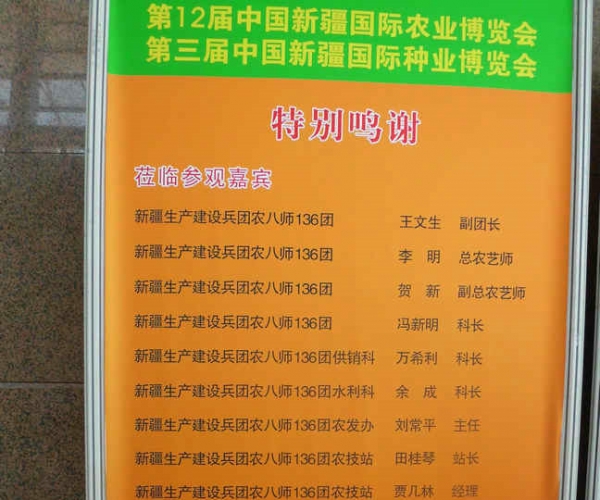 第12届中国新疆国际农业博览会
第三届中国新疆国际种业博览会
特别鸣谢
莅临参观嘉宾
新疆生产建设兵团农八师136团 王文生 副团长
新疆生产建设兵团农八师136团 李明 总农艺师
新疆生产建设兵团农八师136团 贺新 副总农艺师
新疆生产建设兵团农八师136团 冯新明 科长
新疆生产建设兵团农八师136团供销科 万希利 科长
新疆生产建设兵团农八师136团水利科 余成 科长
新疆生产建设兵团农八师136团农发办 刘常平 主任
新疆生产建设兵团农八师136团农技站 田桂琴 站长
新疆生产建设兵团农八师136团农技站 贾几林 经理